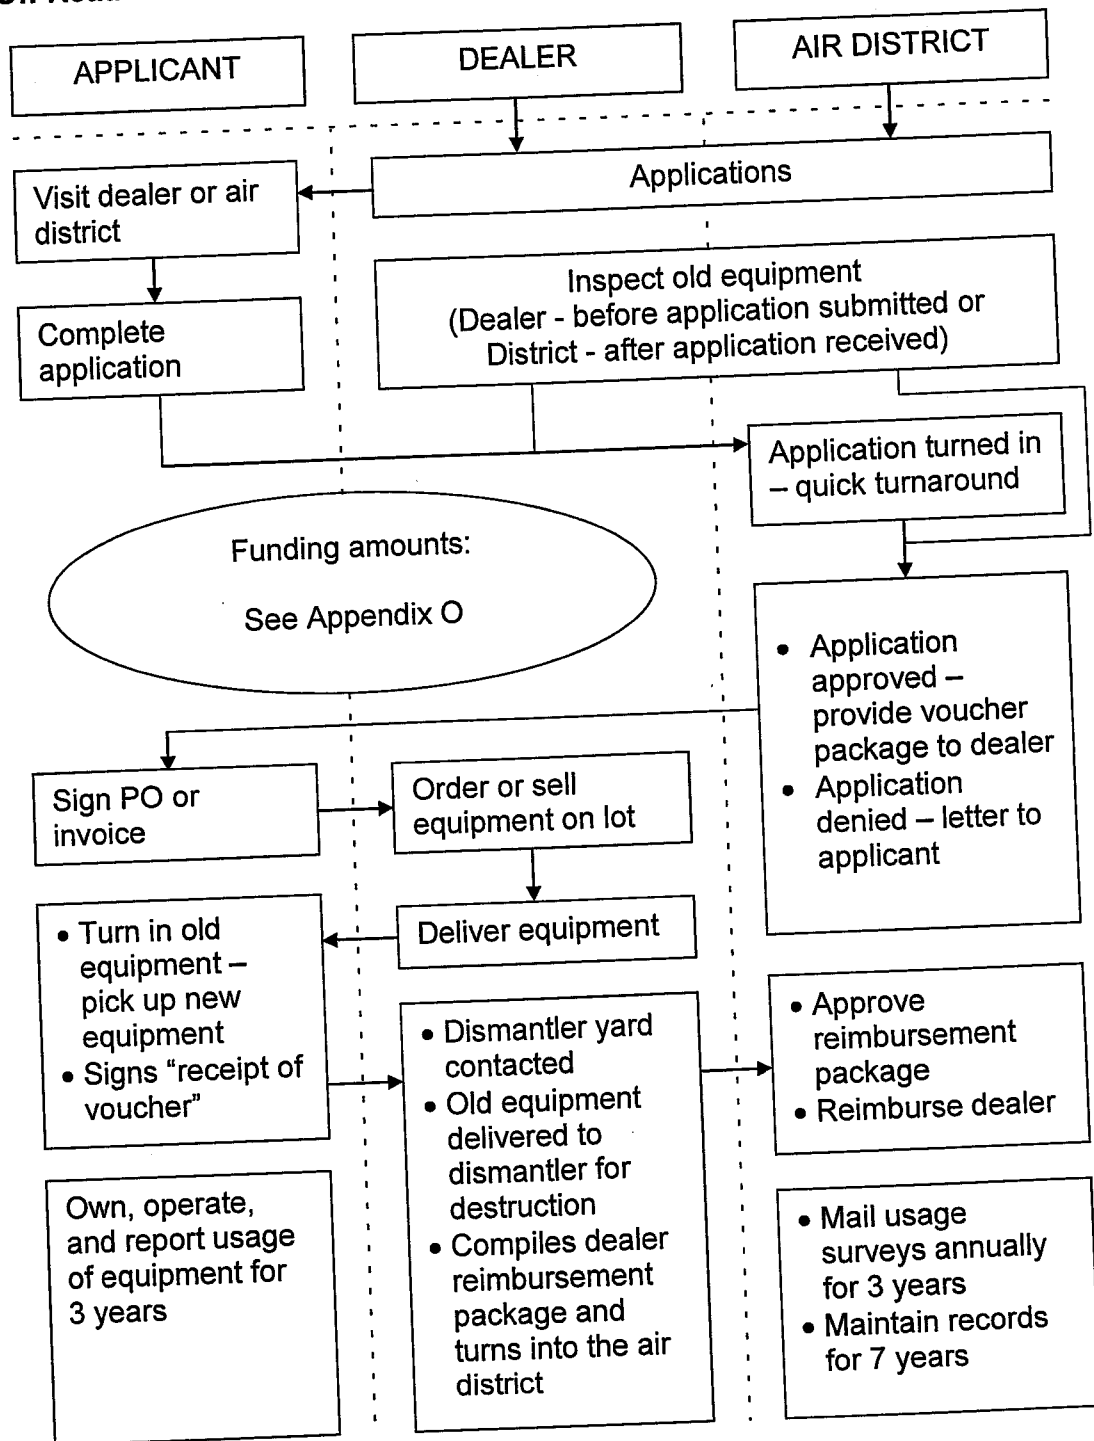 APPLICANT
DEALER
AIR DISTRICT
Applications
Visit dealer or air
district
Inspect old equipment
(Dealer - before application submitted or
District - after application received)
Complete
application
Application turned in
– quick turnaround
Funding amounts:
See Appendix O
• Application
approved –
provide voucher
package to dealer
• Application
denied – letter to
applicant
Sign PO or
invoice
Order or sell
equipment on lot
Deliver equipment
• Turn in old
equipment –
pick up new
equipment
• Signs “receipt of
voucher”
• Dismantler yard
contacted
• Old equipment
delivered to
dismantler for
destruction
• Compiles dealer
reimbursement
package and
turns into the air
district
• Approve
reimbursement
package
• Reimburse dealer
Own, operate,
and report usage
of equipment for
3 years
• Mail usage
surveys annually
for 3 years
• Maintain records
for 7 years